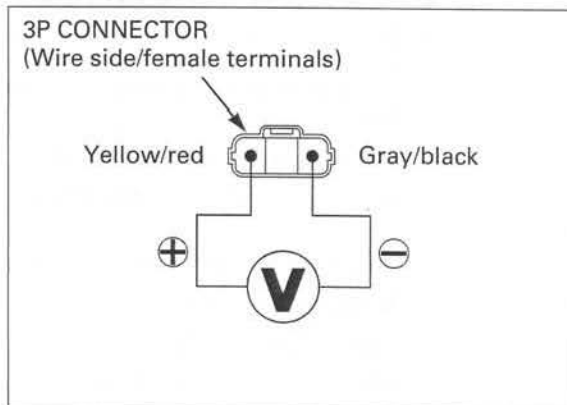 3P CONNECTOR
(Wire side/female terminals)
Yellow/red
Gray/black
+
−
V